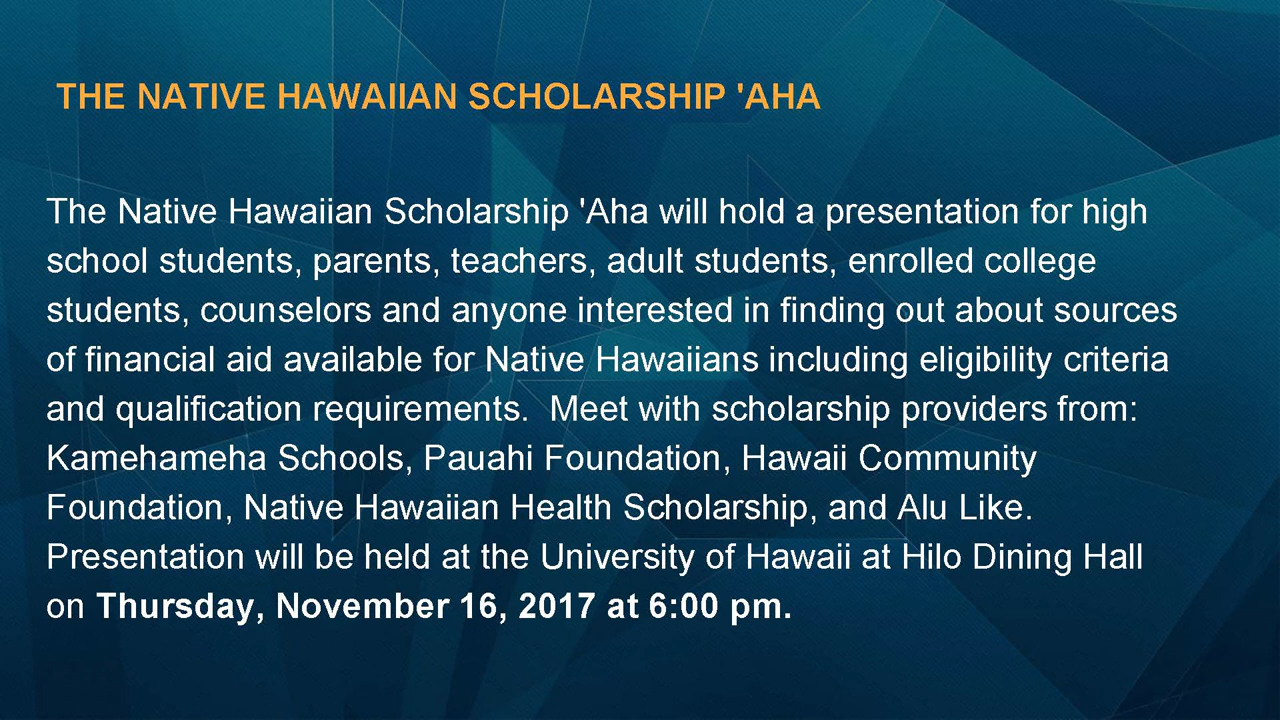 THE NATIVE HAWAIIAN SCHOLARSHIP 'AHA
The Native Hawaiian Scholarship 'Aha will hold a presentation for high
school students, parents, teachers, adult students, enrolled college
students, counselors and anyone interested in finding out about sources
of financial aid available for Native Hawaiians including eligibility criteria
and qualification requirements.  Meet with scholarship providers from:
Kamehameha Schools, Pauahi Foundation, Hawaii Community
Foundation, Native Hawaiian Health Scholarship, and Alu Like.
Presentation will be held at the University of Hawaii at Hilo Dining Hall
on Thursday, November 16, 2017 at 6:00 pm.